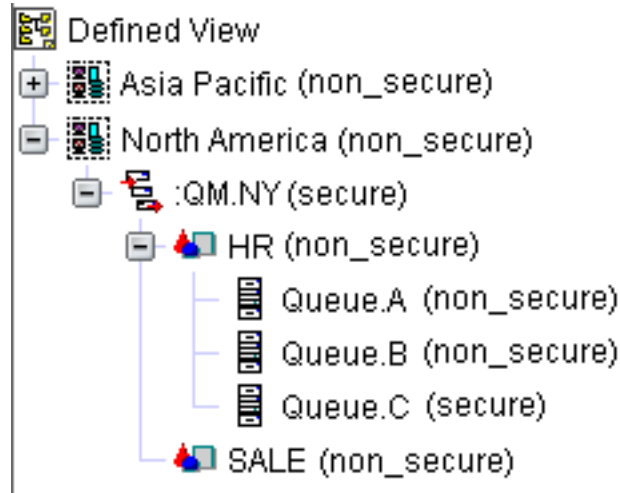 Defined View
Asia Pacific (non_secure)
North America (non_secure)
:QM.NY (secure)
HR (non_secure)
Queue.A (non_secure)
Queue.B (non_secure)
Queue.C (secure)
SALE (non_secure)